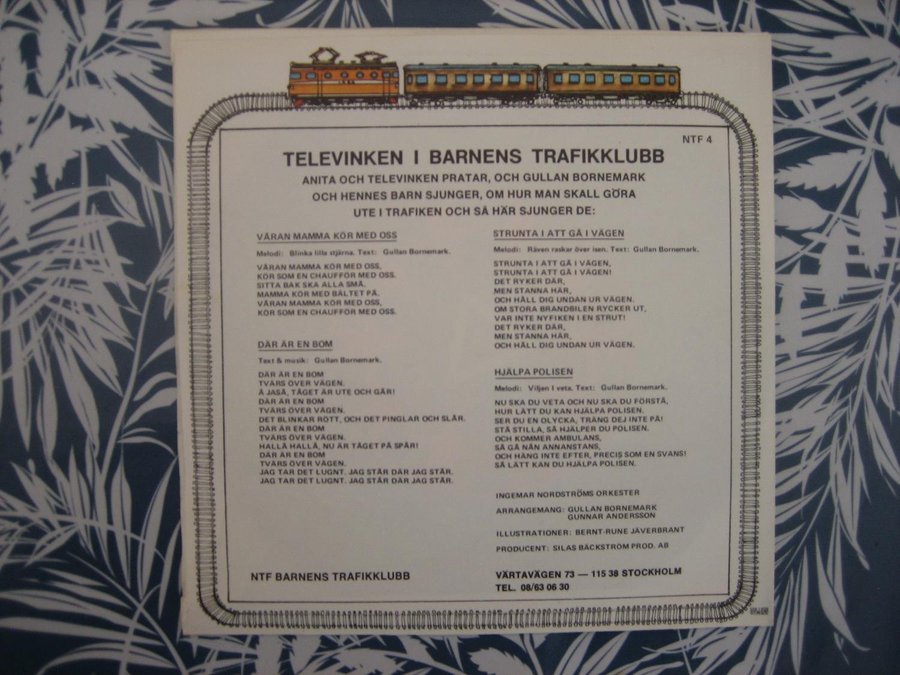 NTF 4
TELEVINKEN I BARNENS TRAFIKKLUBB
ANITA OCH TELEVINKEN PRATAR, OCH GULLAN BORNEMARK
OCH HENNES BARN SJUNGER, OM HUR MAN SKALL GÖRA
UTE I TRAFIKEN OCH SÅ HÄR SJUNGER DE:
VÄRAN MAMMA KÖR MED OSS
Melodi: Blinka lilla stjärna. Text: Gullan Bornemark.
VÄRAN MAMMA KÖR MED OSS,
KÖR SOM EN CHAUFFÖR MED OSS.
SITTA BAK SKA ALLA SMÅ.
MAMMA KÖR MED BÄLTET PÅ.
VÄRAN MAMMA KÖR MED OSS,
KÖR SOM EN CHAUFFÖR MED OSS.
DÄR ÄR EN BOM
Text & musik: Gullan Bornemark.
DÄR ÄR EN BOM
TVÄRS ÖVER VÄGEN.
Å JASÅ, TÅGET ÄR UTE OCH GÅR!
DÄR ÄR EN BOM
TVÄRS ÖVER VÄGEN.
DET BLINKAR RÖTT, OCH DET PINGLAR OCH SLÅR.
DÄR ÄR EN BOM
TVÄRS ÖVER VÄGEN.
HALLÅ HALLÅ, NU ÄR TÅGET PÅ SPÅR!
DÄR ÄR EN BOM
TVÄRS ÖVER VÄGEN.
JAG TAR DET LUGNT. JAG STÅR DÄR JAG STÅR.
JAG TAR DET LUGNT. JAG STÅR DÄR JAG STÅR.
STRUNTA I ATT GÅ I VÄGEN
Melodi: Räven raskar över isen. Text: Gullan Bornemark.
STRUNTA I ATT GÅ I VÄGEN,
STRUNTA I ATT GÅ I VÄGEN!
DET RYKER DÄR,
MEN STANNA HÄR,
OCH HÅLL DIG UNDAN UR VÄGEN.
OM STORA BRANDBILEN RYCKER UT,
VAR INTE NYFIKEN I EN STRUT!
DET RYKER DÄR,
MEN STANNA HÄR,
OCH HÅLL DIG UNDAN UR VÄGEN.
HJÄLPA POLISEN
Melodi: Viljen I veta. Text: Gullan Bornemark.
NU SKA DU VETA OCH NU SKA DU FÖRSTÅ,
HUR LÄTT DU KAN HJÄLPA POLISEN.
SER DU EN OLYCKA, TRÄNG DEJ INTE PÅ!
STÅ STILLA, SÅ HJÄLPER DU POLISEN.
OCH KOMMER AMBULANS,
SÅ GÅ NÅN ANNANSTANS,
OCH HÄNG INTE EFTER, PRECIS SOM EN SVANS!
SÅ LÄTT KAN DU HJÄLPA POLISEN.
INGEMAR NORDSTRÖMS ORKESTER
ARRANGEMANG: GULLAN BORNEMARK
GUNNAR ANDERSSON
ILLUSTRATIONER: BERNT-RUNE JÄVERBRANT
PRODUCENT: SILAS BÄCKSTRÖM PROD. AB
NTF BARNENS TRAFIKKLUBB
VÄRTAVÄGEN 73 — 115 38 STOCKHOLM
TEL. 08/63 06 30